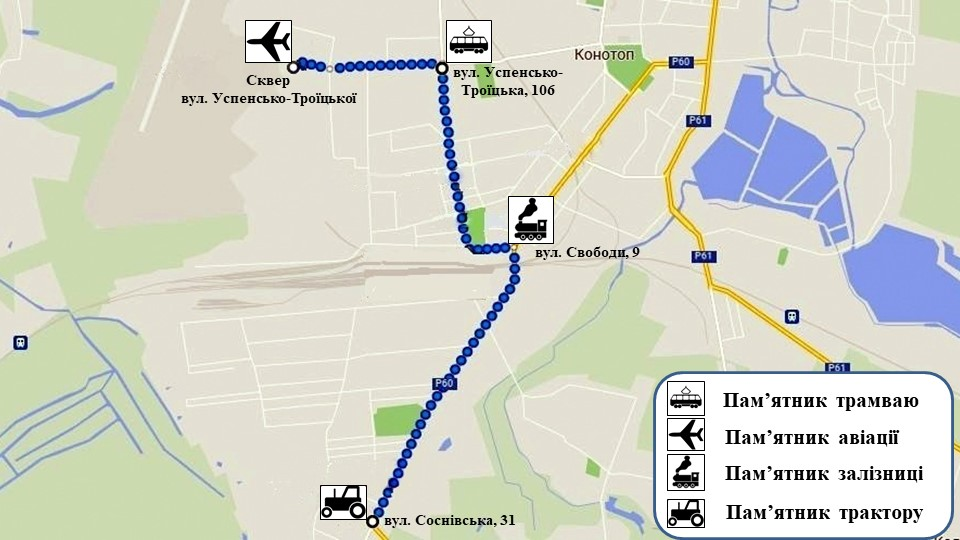 Конотоп
P60
P61
Сквер
вул. Успенсько-Троїцької
вул. Успенсько-
Троїцька, 106
вул. Свободи, 9
P61
P60
P61
вул. Соснівська, 31
Пам’ятник трамваю
Пам’ятник авіації
Пам’ятник залізниці
Пам’ятник трактору